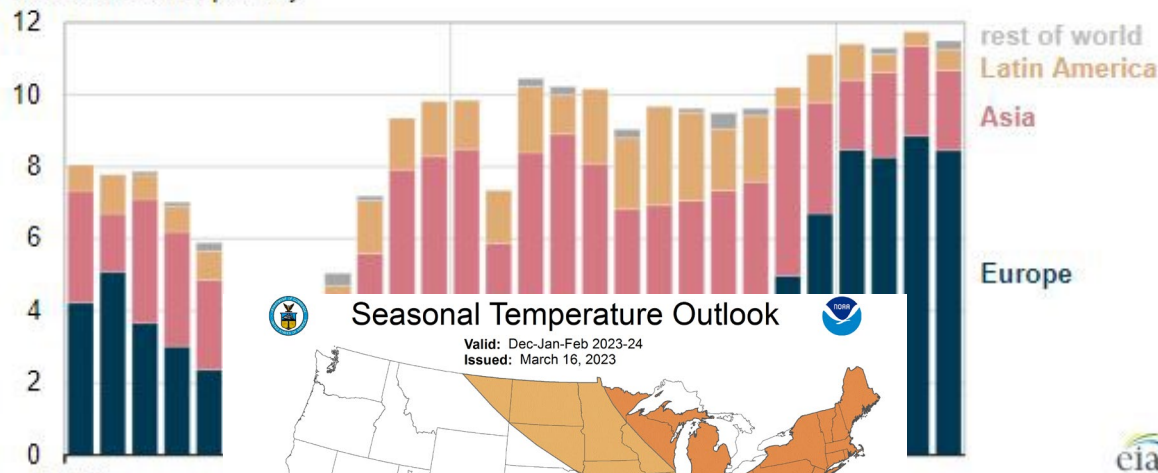 12
10
8
6
4
2
0
rest of world
Latin America
Asia
Europe
Seasonal Temperature Outlook
NOAA
Valid: Dec-Jan-Feb 2023-24
Issued: March 16, 2023
eia